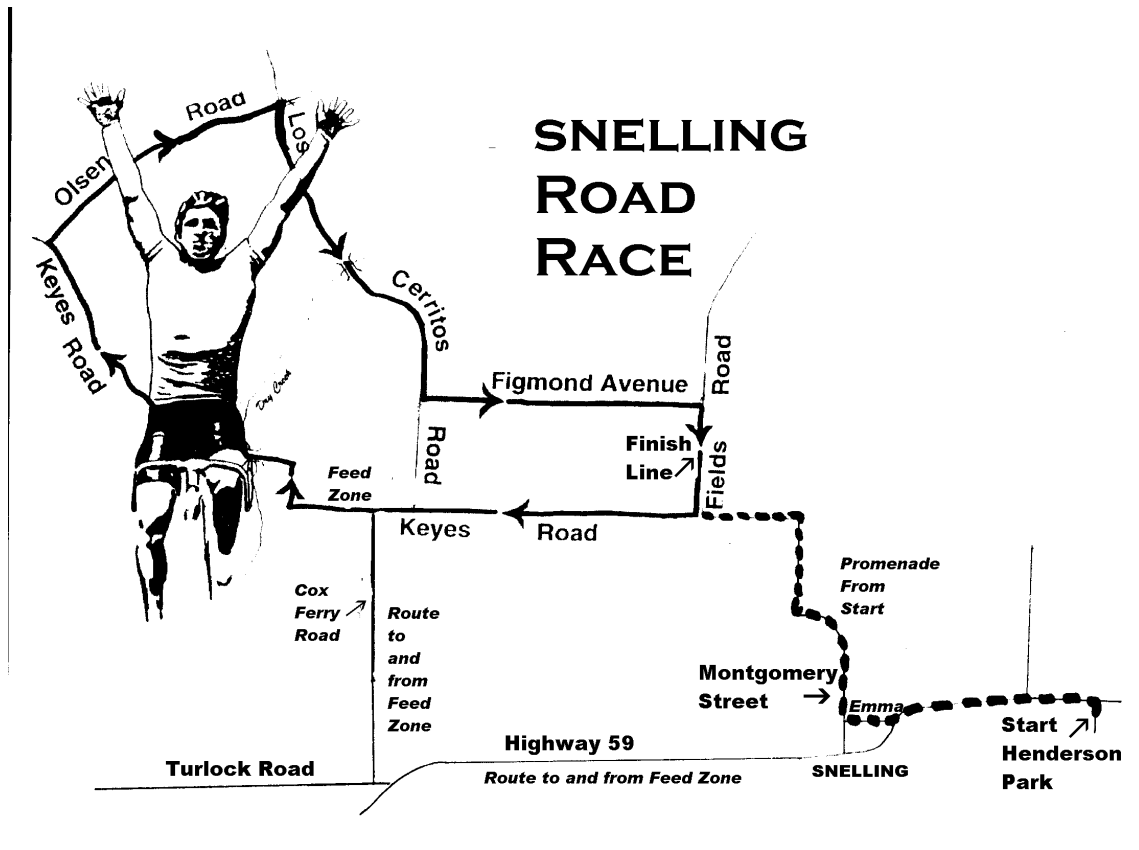 SNELLING
ROAD
RACE
Olsen Road
Los Cerritos Road
Keyes Road
Dry Creek
Figmond Avenue
Fields Road
Finish
Line
Feed
Zone
Keyes Road
Cox
Ferry
Road
Route
to
and
from
Feed
Zone
Promenade
From
Start
Montgomery
Street
Emma
Start
Henderson
Park
Highway 59
Route to and from Feed Zone
SNELLING
Turlock Road